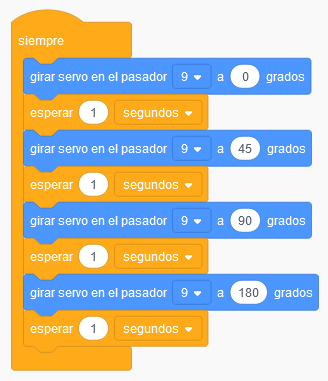 siempre
girar servo en el pasador 9 a 0 grados
esperar 1 segundos
girar servo en el pasador 9 a 45 grados
esperar 1 segundos
girar servo en el pasador 9 a 90 grados
esperar 1 segundos
girar servo en el pasador 9 a 180 grados
esperar 1 segundos